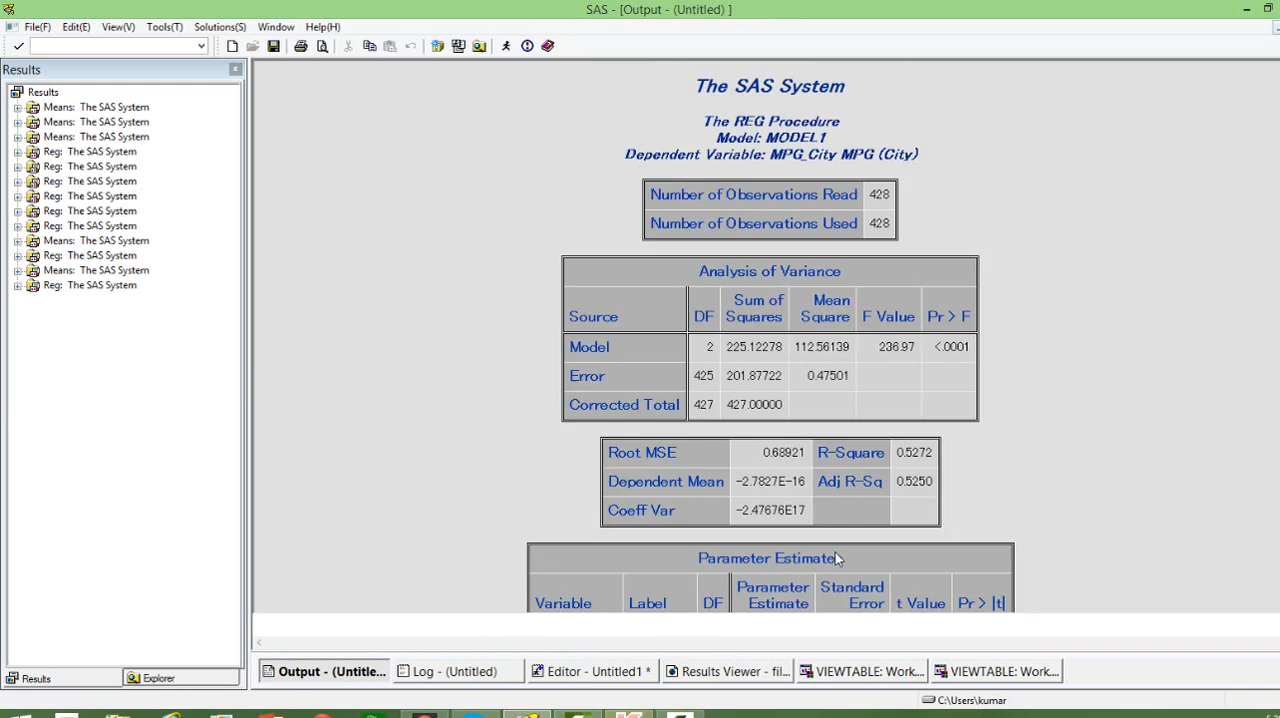 SAS - [Output - (Untitled) ]
File(F) Edit(E) View(V) Tools(T) Solutions(S) Window Help(H)
Results
Results
Means: The SAS System
Means: The SAS System
Means: The SAS System
Reg: The SAS System
Reg: The SAS System
Reg: The SAS System
Reg: The SAS System
Reg: The SAS System
Reg: The SAS System
Means: The SAS System
Reg: The SAS System
Means: The SAS System
Reg: The SAS System
Results Explorer
The SAS System
The REG Procedure
Model: MODEL1
Dependent Variable: MPG_City MPG (City)
Number of Observations Read 428
Number of Observations Used 428
Analysis of Variance
Source DF Sum of Squares Mean Square F Value Pr > F
Model 2 225.12278 112.56139 236.97 <.0001
Error 425 201.87722 0.47501
Corrected Total 427 427.00000
Root MSE 0.68921 R-Square 0.5272
Dependent Mean -2.7827E-16 Adj R-Sq 0.5250
Coeff Var -2.47676E17
Parameter Estimate
Variable Label DF Parameter Estimate Standard Error t Value Pr > |t|
Output - (Untitle... Log - (Untitled) Editor - Untitled1 * Results Viewer - fil... VIEWTABLE: Work.... VIEWTABLE: Work....
C:\Users\kumar